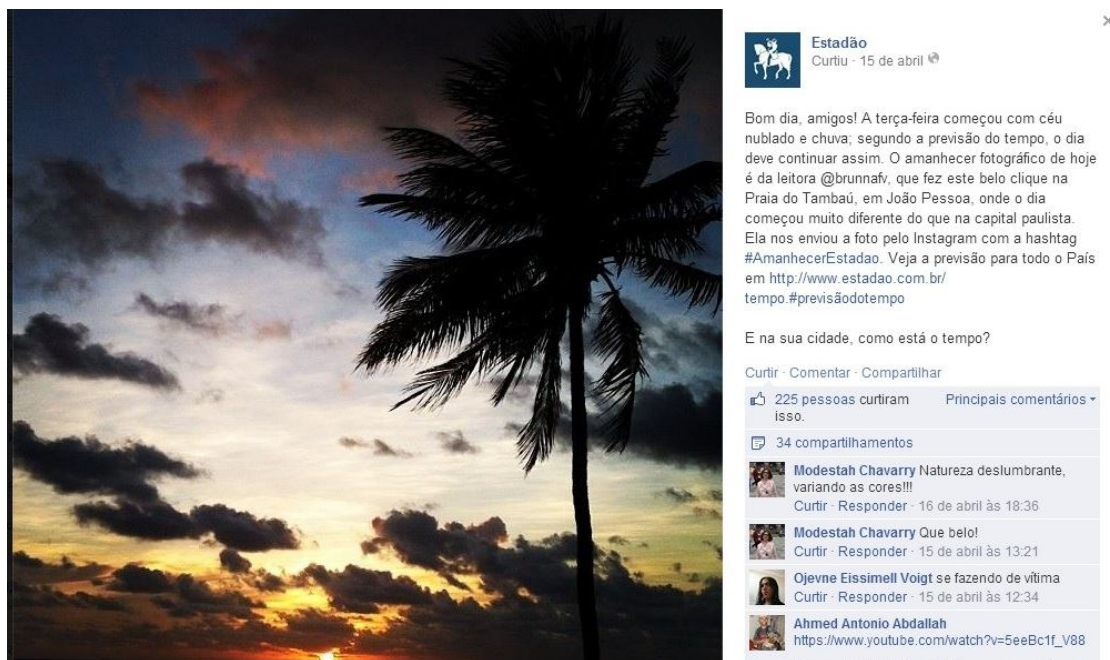 Estadão
Curtiu · 15 de abril
Bom dia, amigos! A terça-feira começou com céu
nublado e chuva; segundo a previsão do tempo, o dia
deve continuar assim. O amanhecer fotográfico de hoje
é da leitora @brunnafv, que fez este belo clique na
Praia do Tambaú, em João Pessoa, onde o dia
começou muito diferente do que na capital paulista.
Ela nos enviou a foto pelo Instagram com a hashtag
#AmanhecerEstadao. Veja a previsão para todo o País
em http://www.estadao.com.br/
tempo.#previsãodotempo
E na sua cidade, como está o tempo?
Curtir · Comentar · Compartilhar
225 pessoas curtiram
isso.
Principais comentários
34 compartilhamentos
Modestah Chavarry Natureza deslumbrante,
variando as cores!!!
Curtir · Responder · 16 de abril às 18:36
Modestah Chavarry Que belo!
Curtir · Responder · 15 de abril às 13:21
Ojevne Eissimell Voigt se fazendo de vítima
Curtir · Responder · 15 de abril às 12:34
Ahmed Antonio Abdallah
https://www.youtube.com/watch?v=5eeBc1f_V88